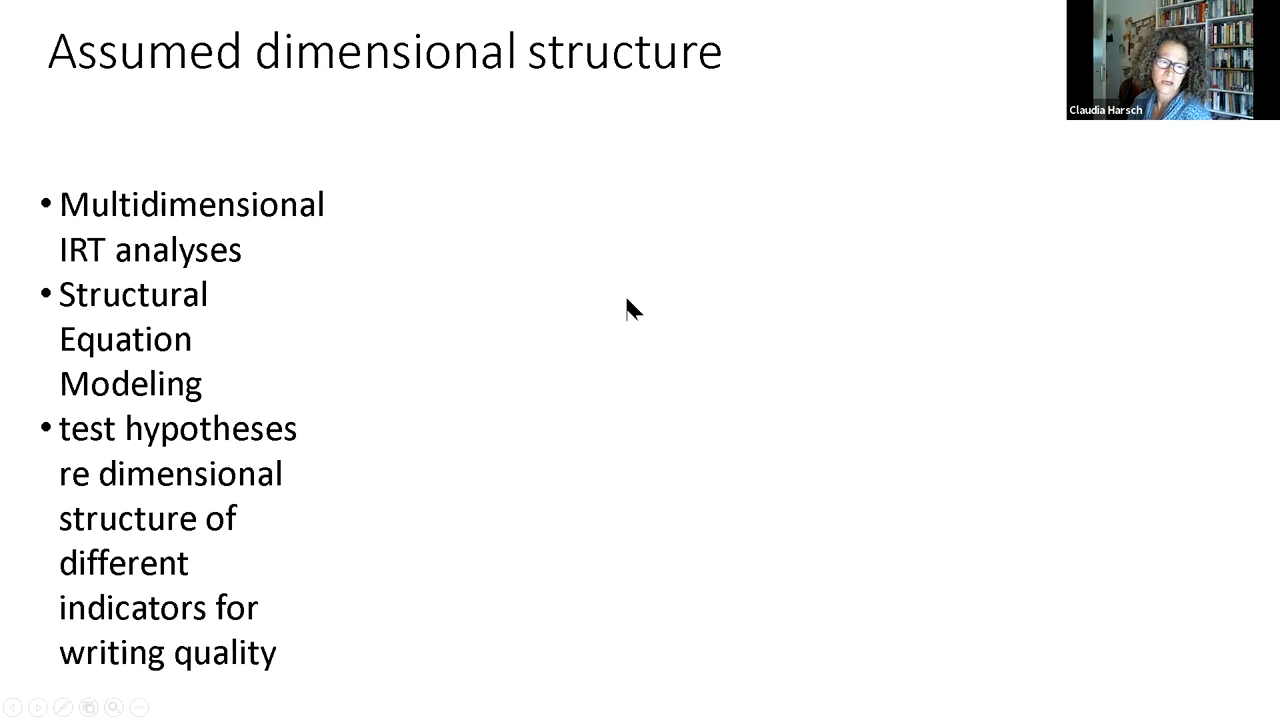 Assumed dimensional structure
Claudia Harsch
• Multidimensional
IRT analyses
• Structural
Equation
Modeling
• test hypotheses
re dimensional
structure of
different
indicators for
writing quality